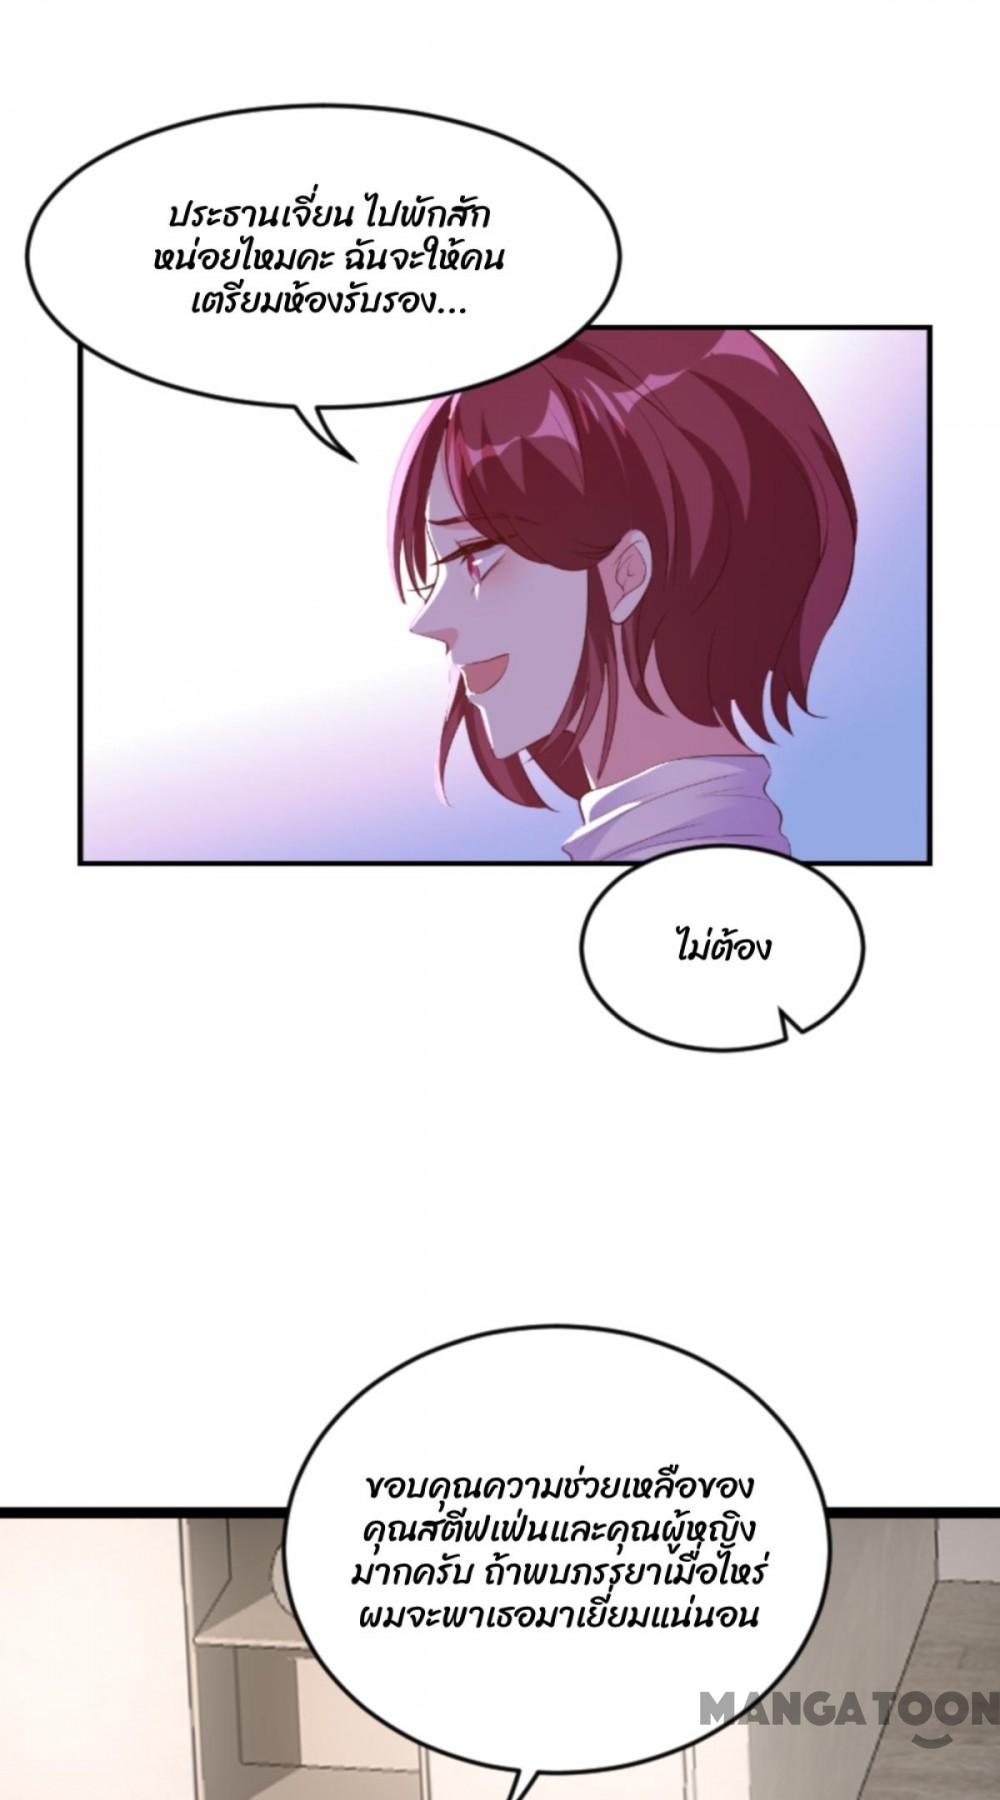 ประธานเจี่ยน ไปพักสัก
หน่อยไหมคะ ฉันจะให้คน
เตรียมห้องรับรอง...
ไม่ต้อง
ขอบคุณความช่วยเหลือของ
คุณสตีฟเฟ่นและคุณผู้หญิง
มากครับ ถ้าพบภรรยาเมื่อไหร่
ผมจะพาเธอมาเยี่ยมแน่นอน
MANGATOON